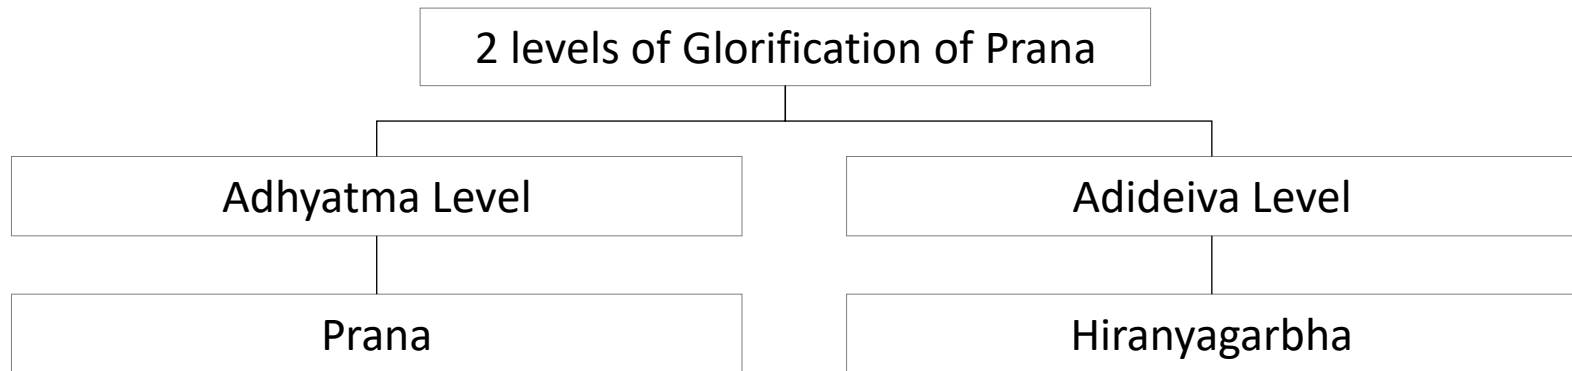 2 levels of Glorification of Prana
Adhyatma Level
Adideiva Level
Prana
Hiranyagarbha